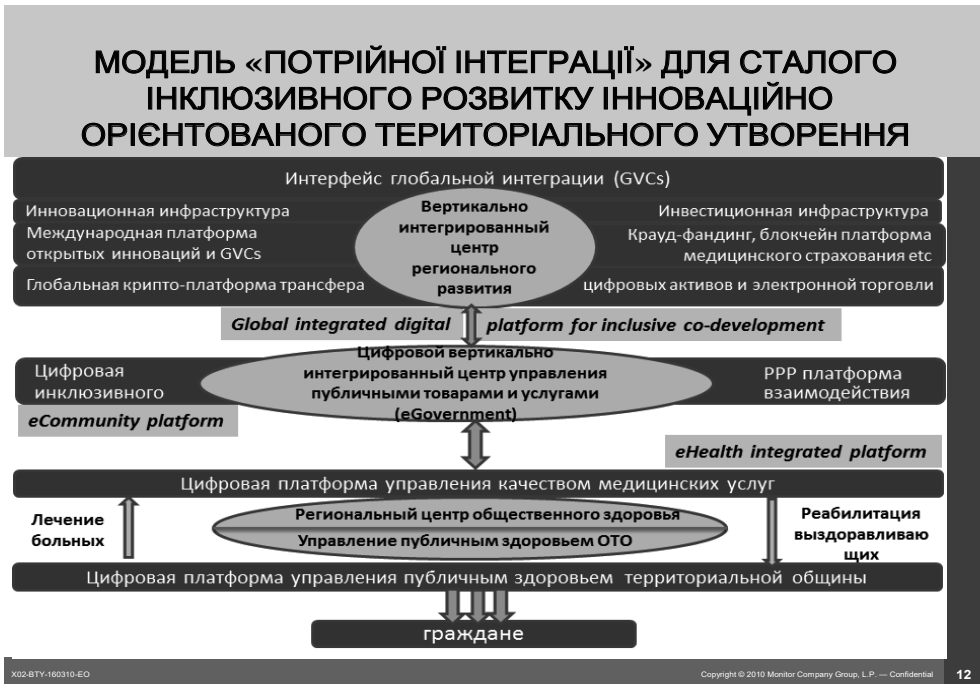 МОДЕЛЬ «ПОТРІЙНОЇ ІНТЕГРАЦІЇ» ДЛЯ СТАЛОГО
ІНКЛЮЗИВНОГО РОЗВИТКУ ІННОВАЦІЙНО
ОРІЄНТОВАНОГО ТЕРИТОРІАЛЬНОГО УТВОРЕННЯ
Интерфейс глобальной интеграции (GVCs)
Инновационная инфраструктура
Международная платформа
открытых инноваций и GVCs
Глобальная крипто-платформа трансфера
Вертикально
интегрированный
центр
регионального
развития
Инвестиционная инфраструктура
Крауд-фандинг, блокчейн платформа
медицинского страхования etc
цифровых активов и электронной торговли
Global integrated digital platform for inclusive co-development
Цифровая
инклюзивного
Цифровой вертикально
интегрированный центр управления
публичными товарами и услугами
(eGovernment)
PPP платформа
взаимодействия
eCommunity platform
eHealth integrated platform
Цифровая платформа управления качеством медицинских услуг
Лечение
больных
Региональный центр общественного здоровья
Управление публичным здоровьем ОТО
Реабилитация
выздоравливаю
щих
Цифровая платформа управления публичным здоровьем территориальной общины
граждане
X02-BTY-160310-EO
Copyright © 2010 Monitor Company Group, L.P. — Confidential
12